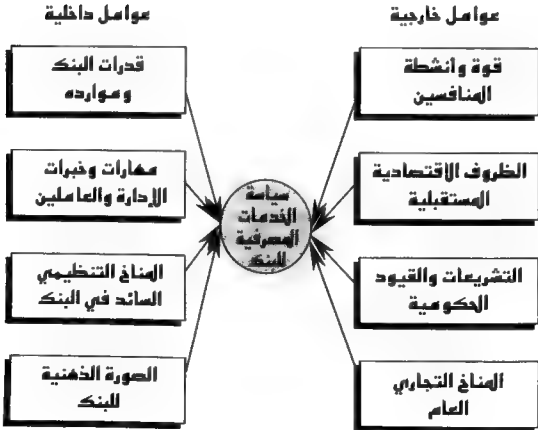 عوامل خارجية
عوامل داخلية
قوة وانشطة
المنافسين
قدرات البنك
وموارده
الظروف الاقتصادية
المستقبلية
مهارات وخبرات
الإدارة والعاملين
سياسة
الخدمات
المصرفية
للبنك
التشريعات والقيود
الحكومية
المناخ التنظيمي
السائد في البنك
المناخ التجاري
العام
الصورة الذهنية
للبنك